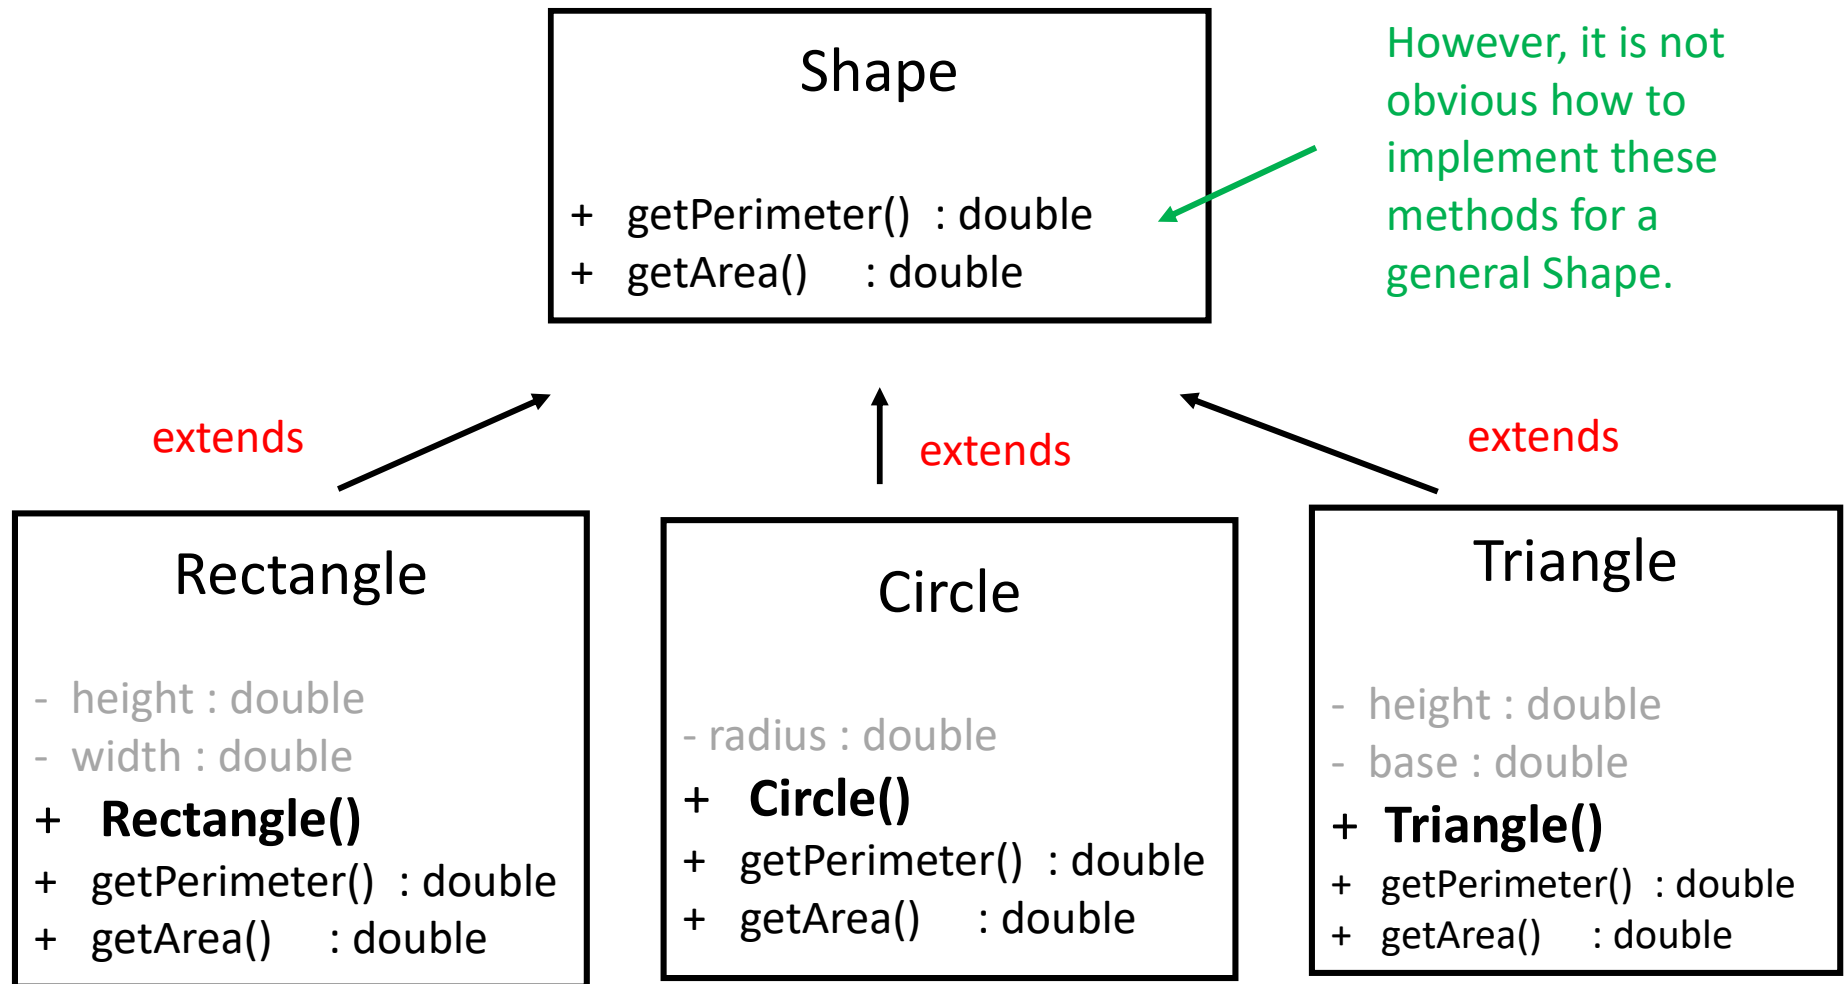 Shape
+ getPerimeter() : double
+ getArea() : double
However, it is not
obvious how to
implement these
methods for a
general Shape.
extends
extends
extends
Rectangle
- height : double
- width : double
+ Rectangle()
+ getPerimeter() : double
+ getArea() : double
Circle
- radius : double
+ Circle()
+ getPerimeter() : double
+ getArea() : double
Triangle
- height : double
- base : double
+ Triangle()
+ getPerimeter() : double
+ getArea() : double